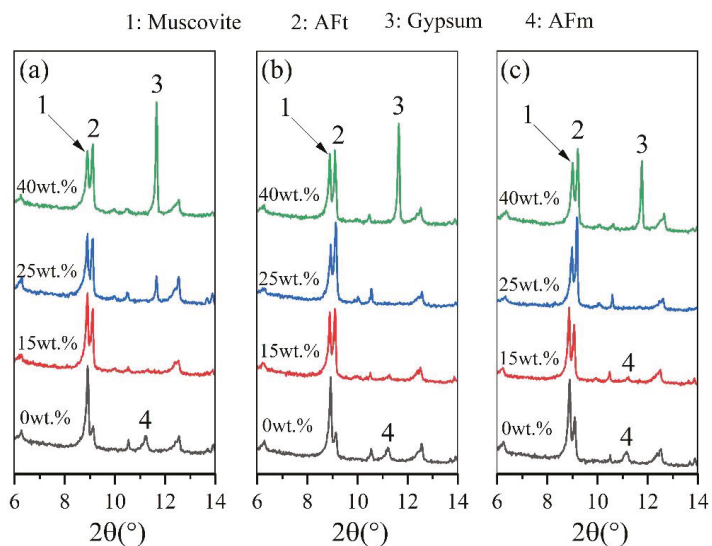 1: Muscovite 2: AFt 3: Gypsum 4: AFm
(a) (b) (c)
3 3 3
1 2 1 2 1 2
40wt.% 40wt.% 40wt.%
25wt.% 25wt.% 25wt.%
15wt.% 15wt.% 15wt.% 4
0wt.% 4 0wt.% 4 0wt.% 4
6 8 10 12 14 6 8 10 12 14 6 8 10 12 14
2θ(°) 2θ(°) 2θ(°)